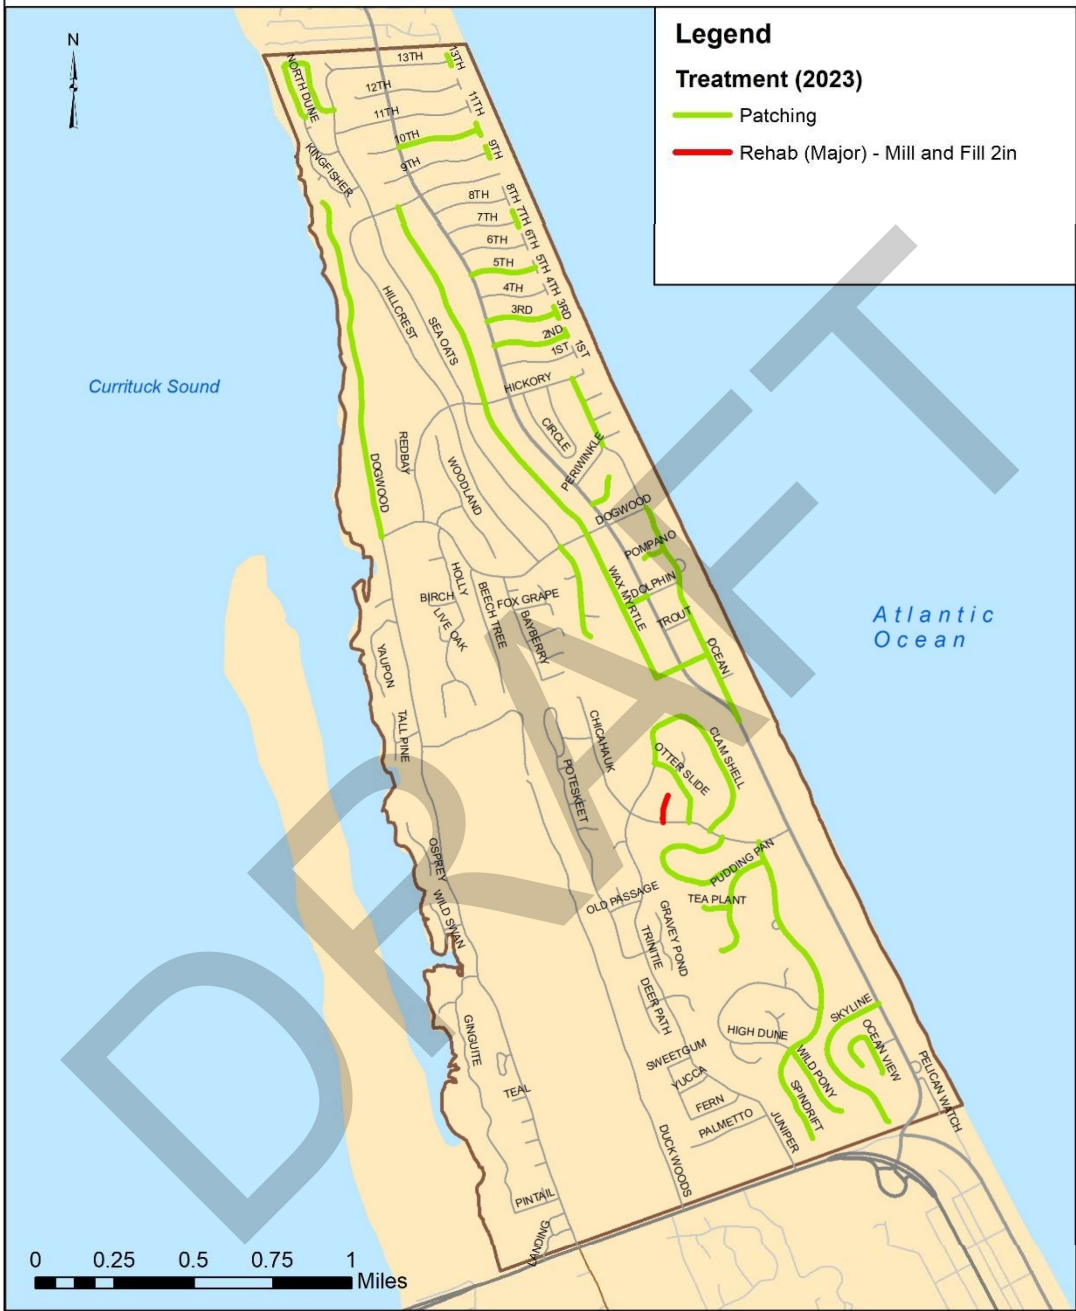 Legend
Treatment (2023)
Patching
Rehab (Major) - Mill and Fill 2in
N
13TH
13TH
NORTH DUNE
12TH
11TH
11TH
10TH
9TH
9TH
KINGFISHER
8TH
8TH
7TH
7TH
6TH
6TH
5TH
5TH
4TH
4TH
3RD
3RD
2ND
1ST
1ST
HILLCREST
SEA OATS
Currituck Sound
HICKORY
CIRCLE
PERIWINKLE
REDBAY
WOODLAND
DOGWOOD
DOGWOOD
POMPANO
DOLPHIN
WAX MYRTLE
TROUT
HOLLY
BIRCH
BEECH TREE
FOX GRAPE
LIVE OAK
BAYBERRY
Atlantic
Ocean
YAUPON
OCEAN
TALL PINE
CHICAHAUK
CLAM SHELL
OTTER SLIDE
POTESKEET
OSPREY
PUDDING PAN
WILD SWAN
OLD PASSAGE
TEA PLANT
GRAVEY POND
TRINITIE
DEER PATH
SKYLINE
GINGUITE
HIGH DUNE
OCEAN VIEW
SWEETGUM
WILD PONY
PELICAN WATCH
YUCCA
SPINDRIFT
TEAL
FERN
PALMETTO
JUNIPER
DUCK WOODS
PINTAIL
LANDING
0 0.25 0.5 0.75 1
Miles
DRAFT